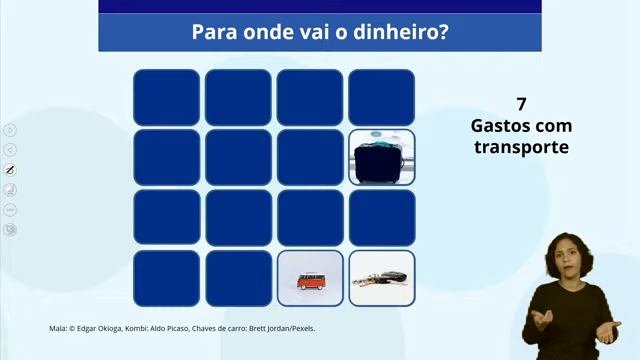 Para onde vai o dinheiro?
7
Gastos com
transporte
Mala: © Edgar Okioga, Kombi: Aldo Picaso, Chaves de carro: Brett Jordan/Pexels.